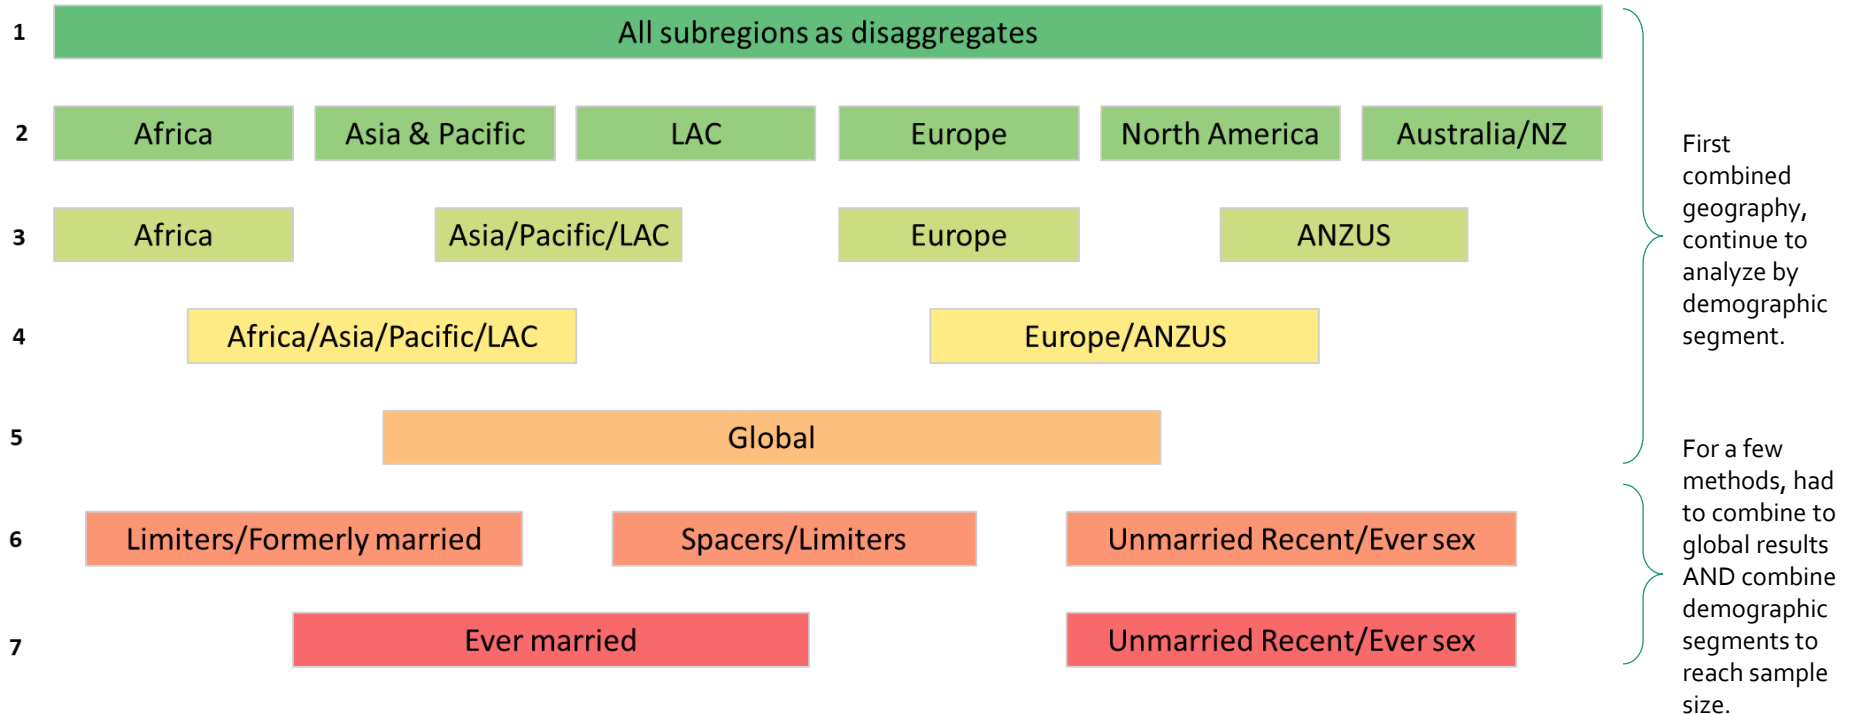 1
All subregions as disaggregates
2
Africa
Asia & Pacific
LAC
Europe
North America
Australia/NZ
3
Africa
Asia/Pacific/LAC
Europe
ANZUS
4
Africa/Asia/Pacific/LAC
Europe/ANZUS
5
Global
6
Limiters/Formerly married
Spacers/Limiters
Unmarried Recent/Ever sex
7
Ever married
Unmarried Recent/Ever sex
First
combined
geography,
continue to
analyze by
demographic
segment.
For a few
methods, had
to combine to
global results
AND combine
demographic
segments to
reach sample
size.